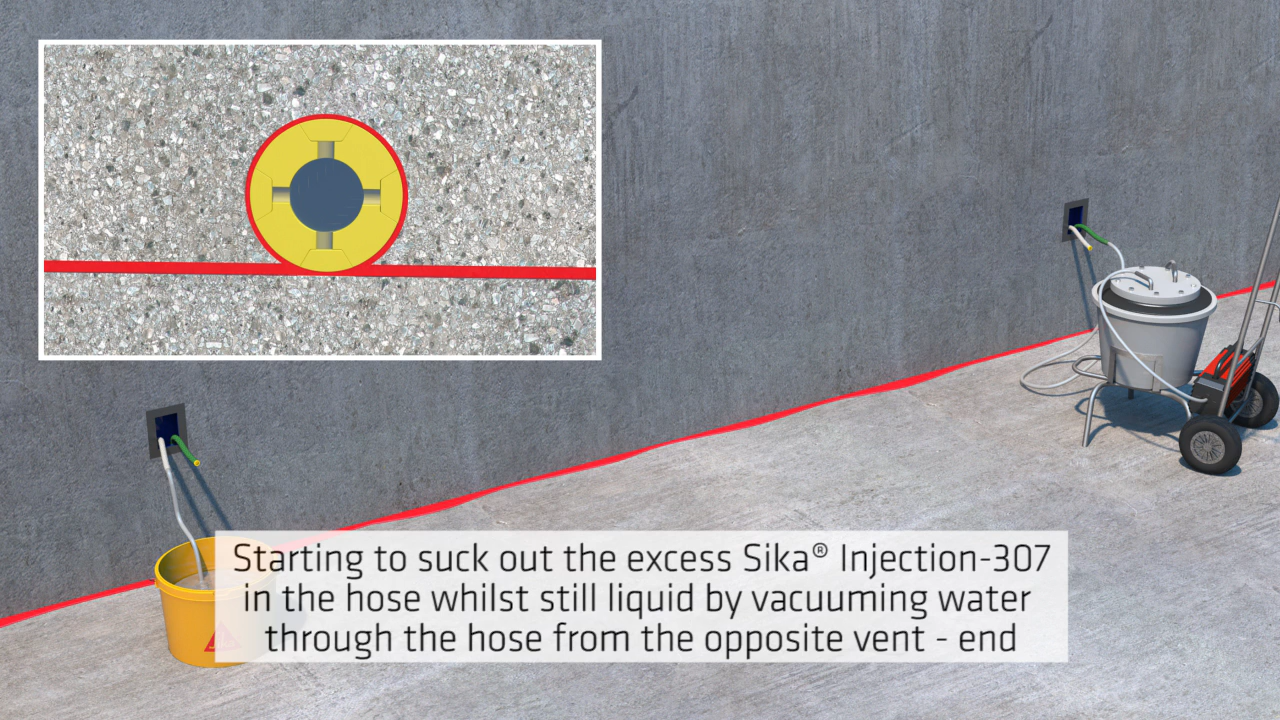 Starting to suck out the excess Sika® Injection-307
in the hose whilst still liquid by vacuuming water
through the hose from the opposite vent - end